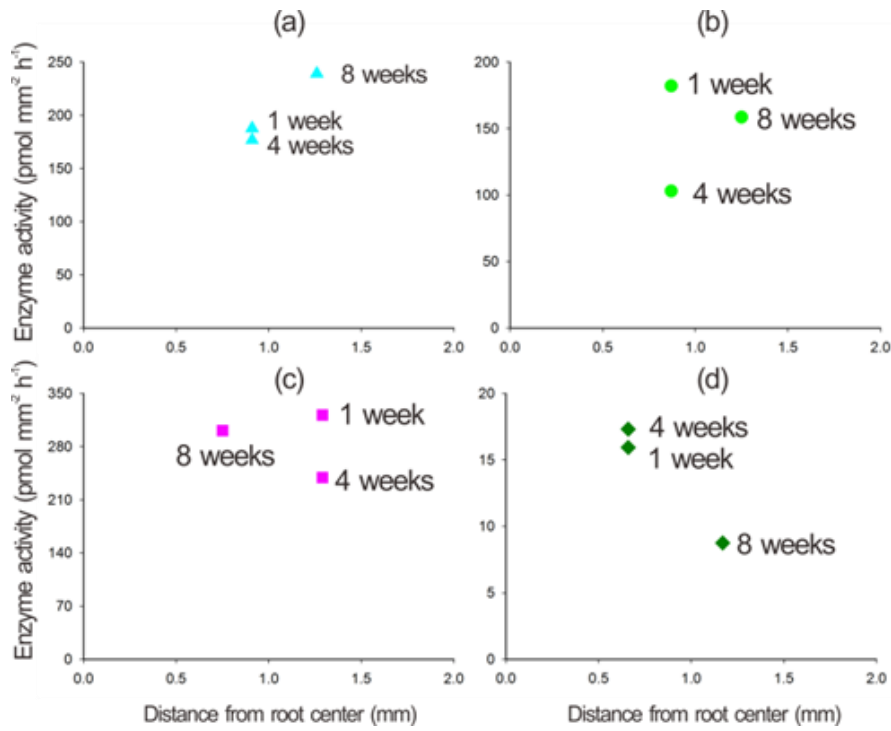 (a)
Enzyme activity (pmol mm-2 h-1)
250
200
150
100
50
0
8 weeks
1 week
4 weeks
0.0 0.5 1.0 1.5 2.0
(b)
200
150
100
50
0
1 week
8 weeks
4 weeks
0.0 0.5 1.0 1.5 2.0
(c)
Enzyme activity (pmol mm-2 h-1)
350
280
210
140
70
0
1 week
8 weeks
4 weeks
0.0 0.5 1.0 1.5 2.0
Distance from root center (mm)
(d)
20
15
10
5
0
4 weeks
1 week
8 weeks
0.0 0.5 1.0 1.5 2.0
Distance from root center (mm)